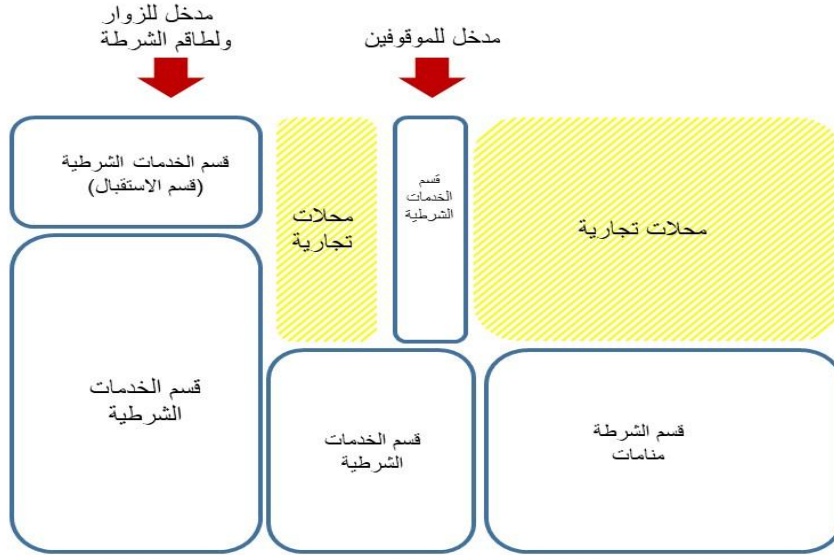 مدخل للزوار
ولطاقم الشرطة
مدخل للموقوفين
قسم الخدمات الشرطية
(قسم الاستقبال)
محلات
تجارية
قسم
الخدمات
الشرطية
محلات تجارية
قسم الخدمات
الشرطية
قسم الخدمات
الشرطية
قسم الشرطة
منامات